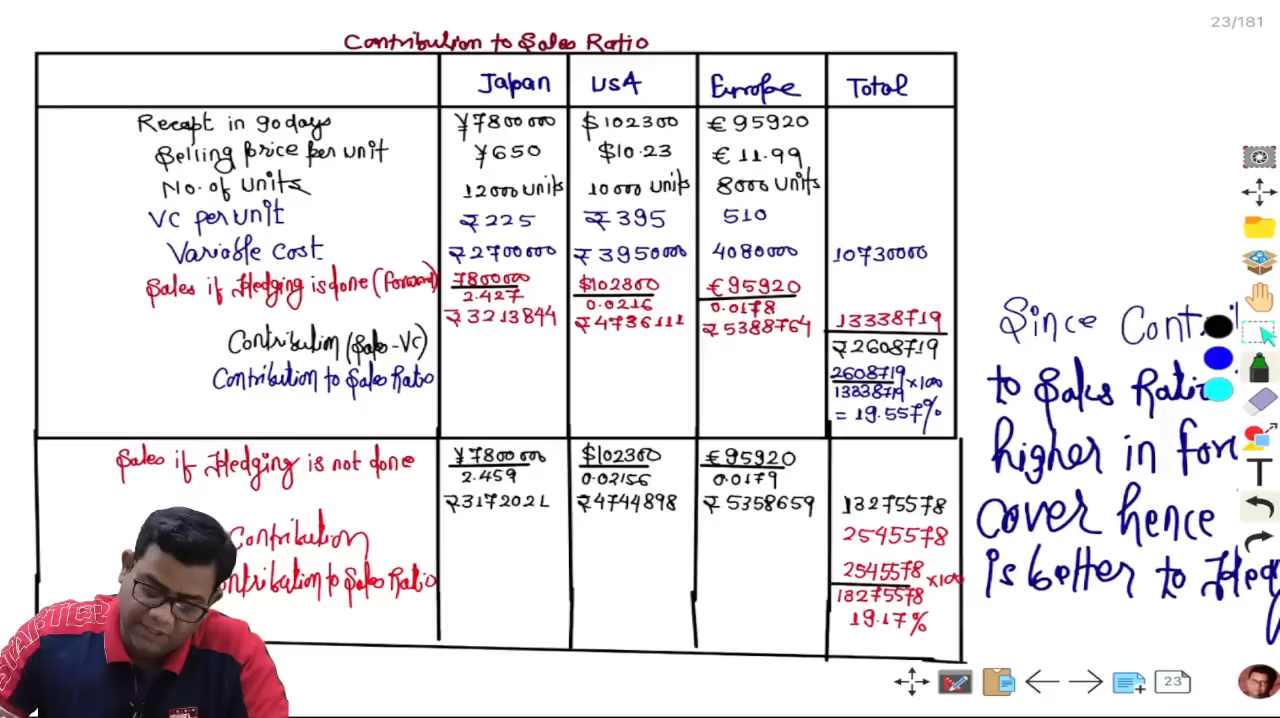 23/181
Contribution to Sales Ratio
Japan USA Europe Total
Receipt in 90 days ¥7800000 $102300 €95920
Selling price per unit ¥650 $10.23 €11.99
No. of units 12000 units 10000 units 8000 units
VC per unit ₹225 ₹395 510
Variable Cost ₹2700000 ₹3950000 4080000 10730000
Sales if Hedging is done (Forward) 7800000 $102300 €95920
2.427 0.0216 0.0178
₹3213844 ₹4736111 ₹5388764 13338719
Contribution (Sales-VC) ₹2608719
Contribution to Sales Ratio 2608719 ×100
13338719
= 19.557%
Sales if Hedging is not done ¥7800000 $102300 €95920
2.459 0.02156 0.0179
₹3172021 ₹4744898 ₹5358659 13275578
Contribution 2545578
ontribution to Sales Ratio 2545578 ×100
13275578
19.17%
Since Contri
to Sales Ratio
higher in for
cover hence
is better to Hedg
STARTER
T
23